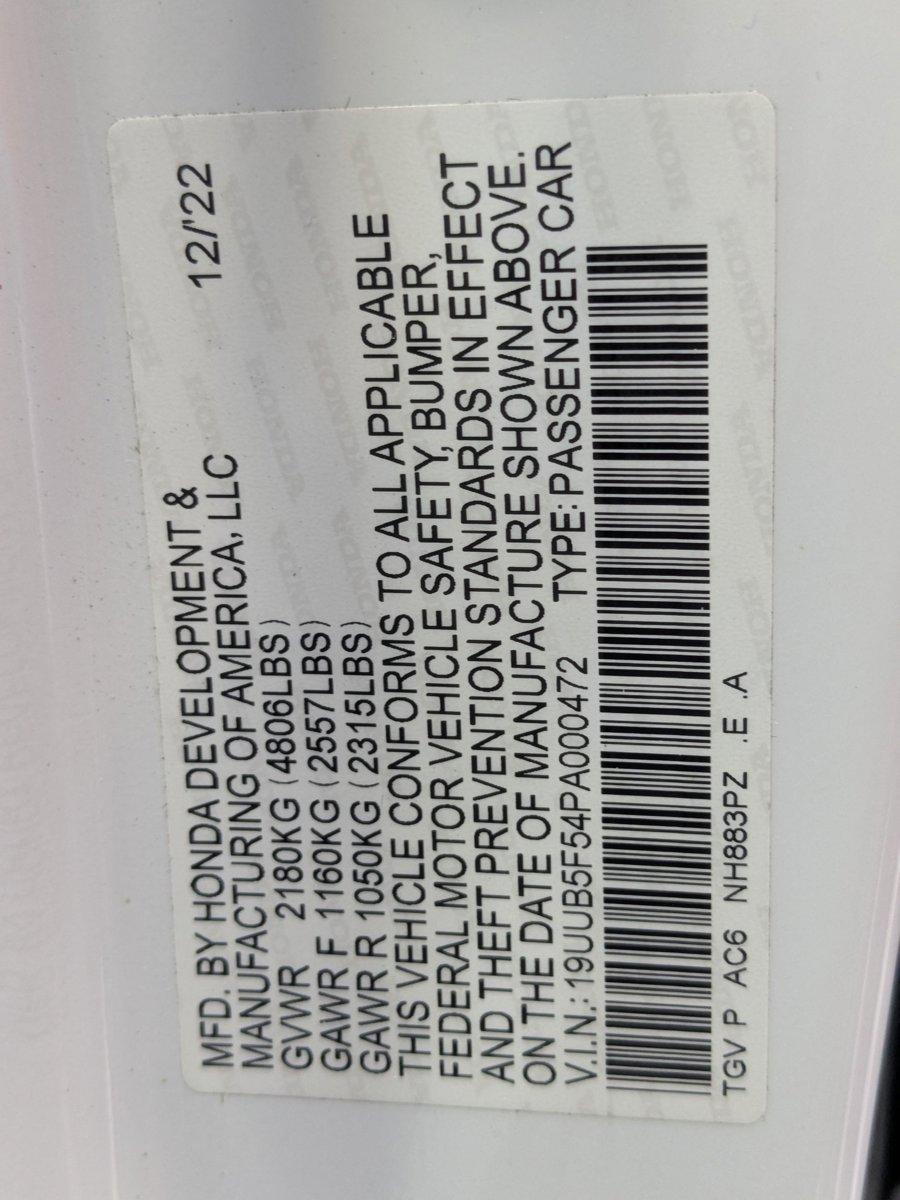 MFD. BY HONDA DEVELOPMENT &
MANUFACTURING OF AMERICA, LLC 12/'22
GVWR 2180KG (4806LBS)
GAWR F 1160KG (2557LBS)
GAWR R 1050KG (2315LBS)
THIS VEHICLE CONFORMS TO ALL APPLICABLE
FEDERAL MOTOR VEHICLE SAFETY, BUMPER,
AND THEFT PREVENTION STANDARDS IN EFFECT
ON THE DATE OF MANUFACTURE SHOWN ABOVE.
V.I.N.: 19UUB5F54PA000472 TYPE: PASSENGER CAR
TGV P AC6 NH883PZ .E .A